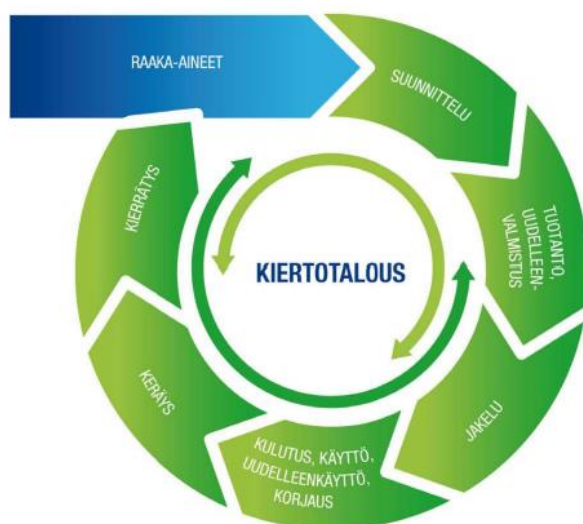 RAAKA-AINEET
SUUNNITTELU
TUOTANTO,
UUDELLEEN-
VALMISTUS
JAKELU
KULUTUS, KÄYTTÖ,
UUDELLEENKÄYTTÖ,
KORJAUS
KERÄYS
KIERRÄTYS
KIERTOTALOUS